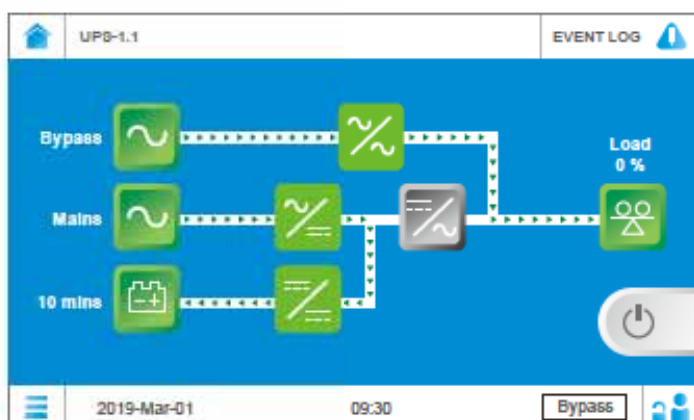 UPS-1.1
EVENT LOG
Bypass
Load
0 %
Mains
10 mins
2019-Mar-01
09:30
Bypass